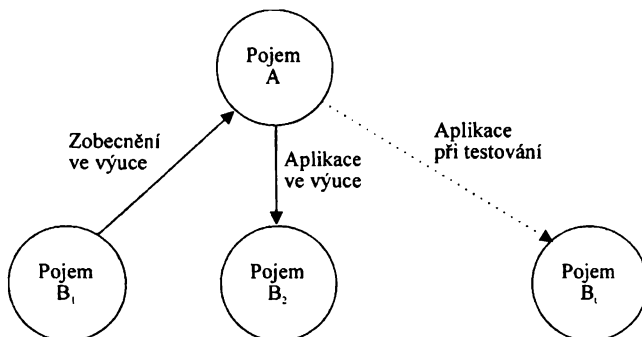 Pojem
A
Zobecnění
ve výuce
Aplikace
ve výuce
Aplikace
při testování
Pojem
B₁
Pojem
B₂
Pojem
Bₜ